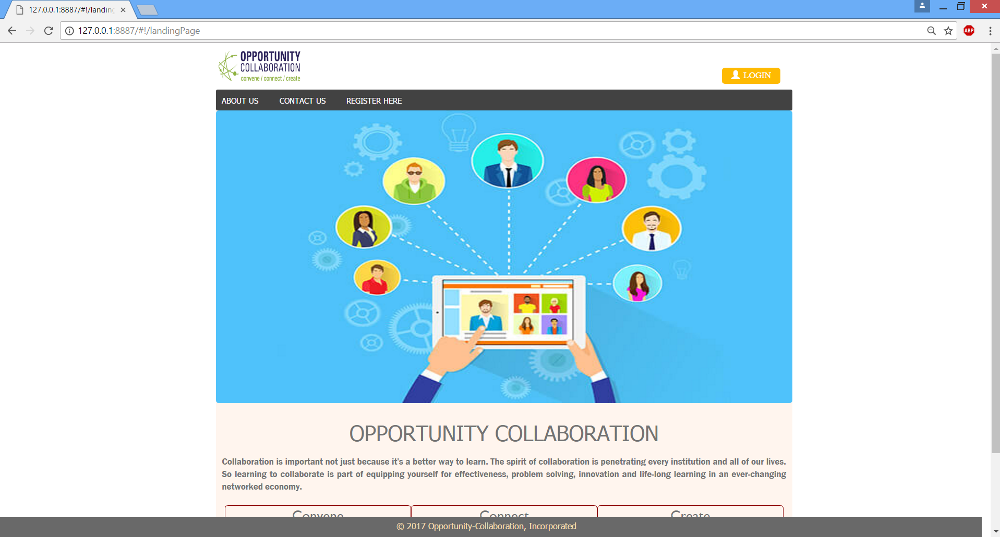 127.0.0.1:8887/#!/landing
127.0.0.1:8887/#!/landingPage
ABP
OPPORTUNITY
COLLABORATION
convene / connect / create
LOGIN
ABOUT US CONTACT US REGISTER HERE
OPPORTUNITY COLLABORATION
Collaboration is important not just because it's a better way to learn. The spirit of collaboration is penetrating every institution and all of our lives.
So learning to collaborate is part of equipping yourself for effectiveness, problem solving, innovation and life-long learning in an ever-changing
networked economy.
Convene Connect Create
© 2017 Opportunity-Collaboration, Incorporated